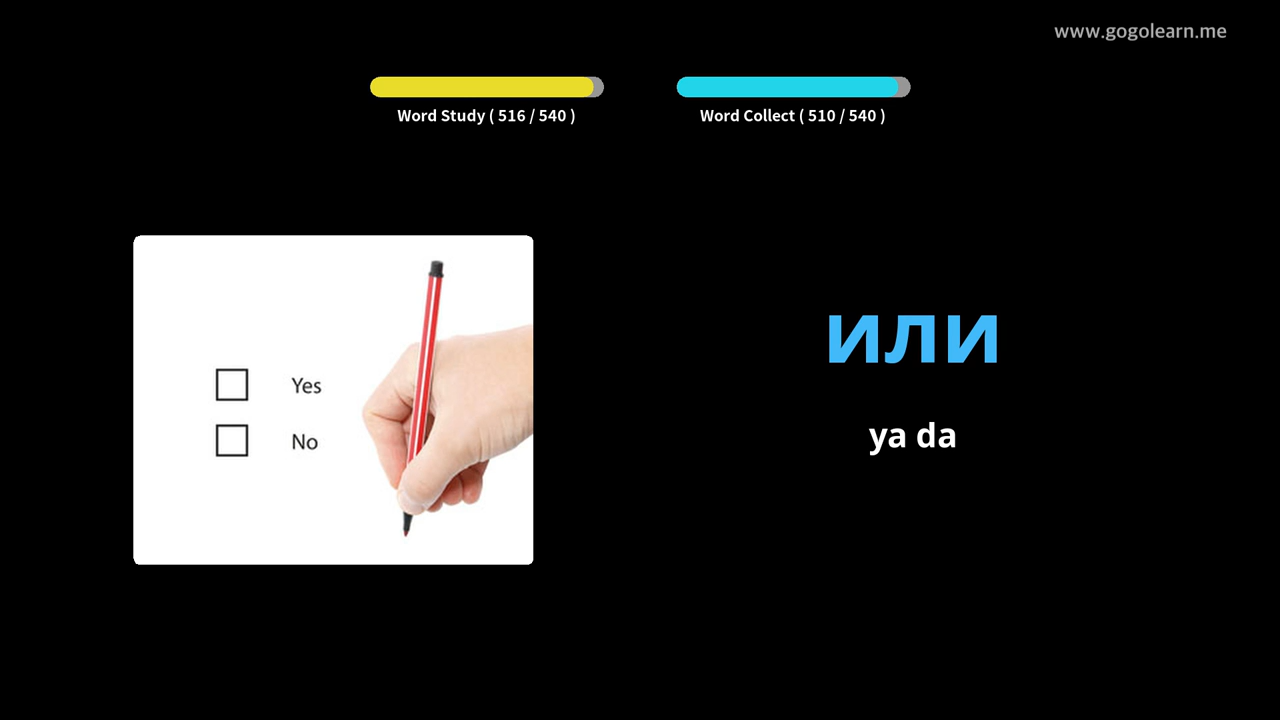 www.gogolearn.me
Word Study ( 516 / 540 )
Word Collect ( 510 / 540 )
Yes
No
или
ya da